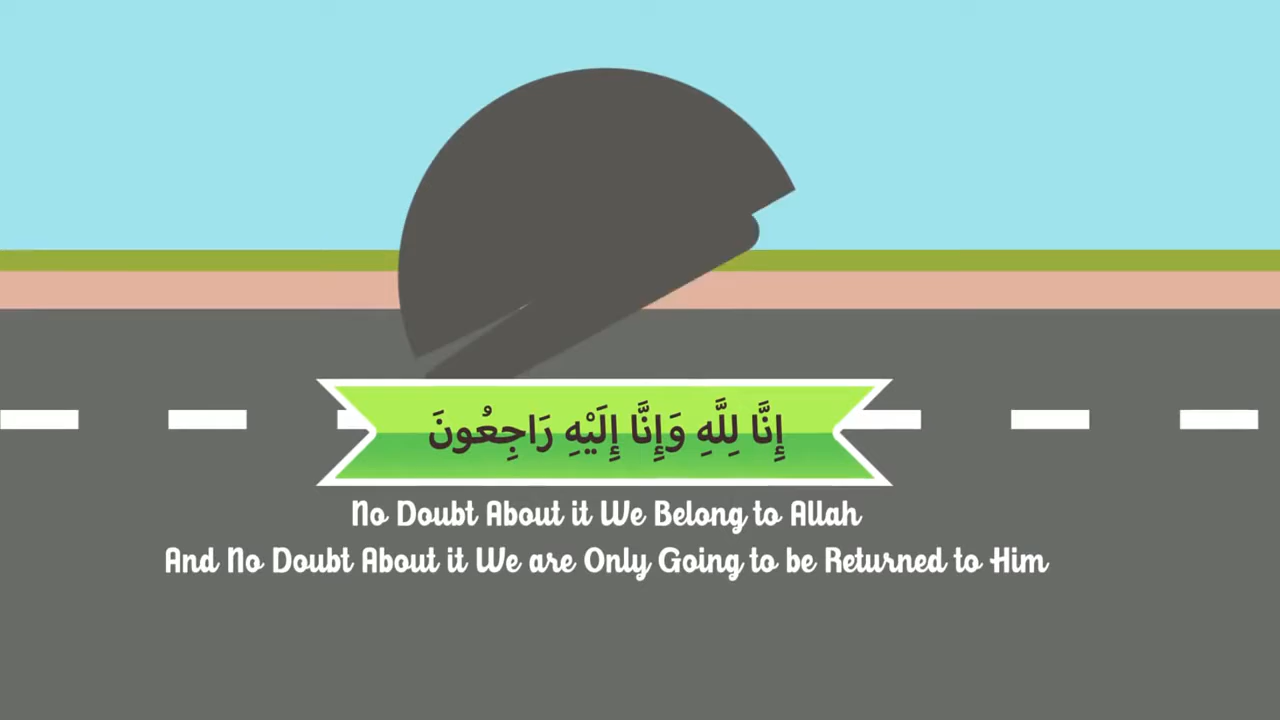 إِنَّا لِلَّهِ وَإِنَّا إِلَيْهِ رَاجِعُونَ
No Doubt About it We Belong to Allah
And No Doubt About it We are Only Going to be Returned to Him